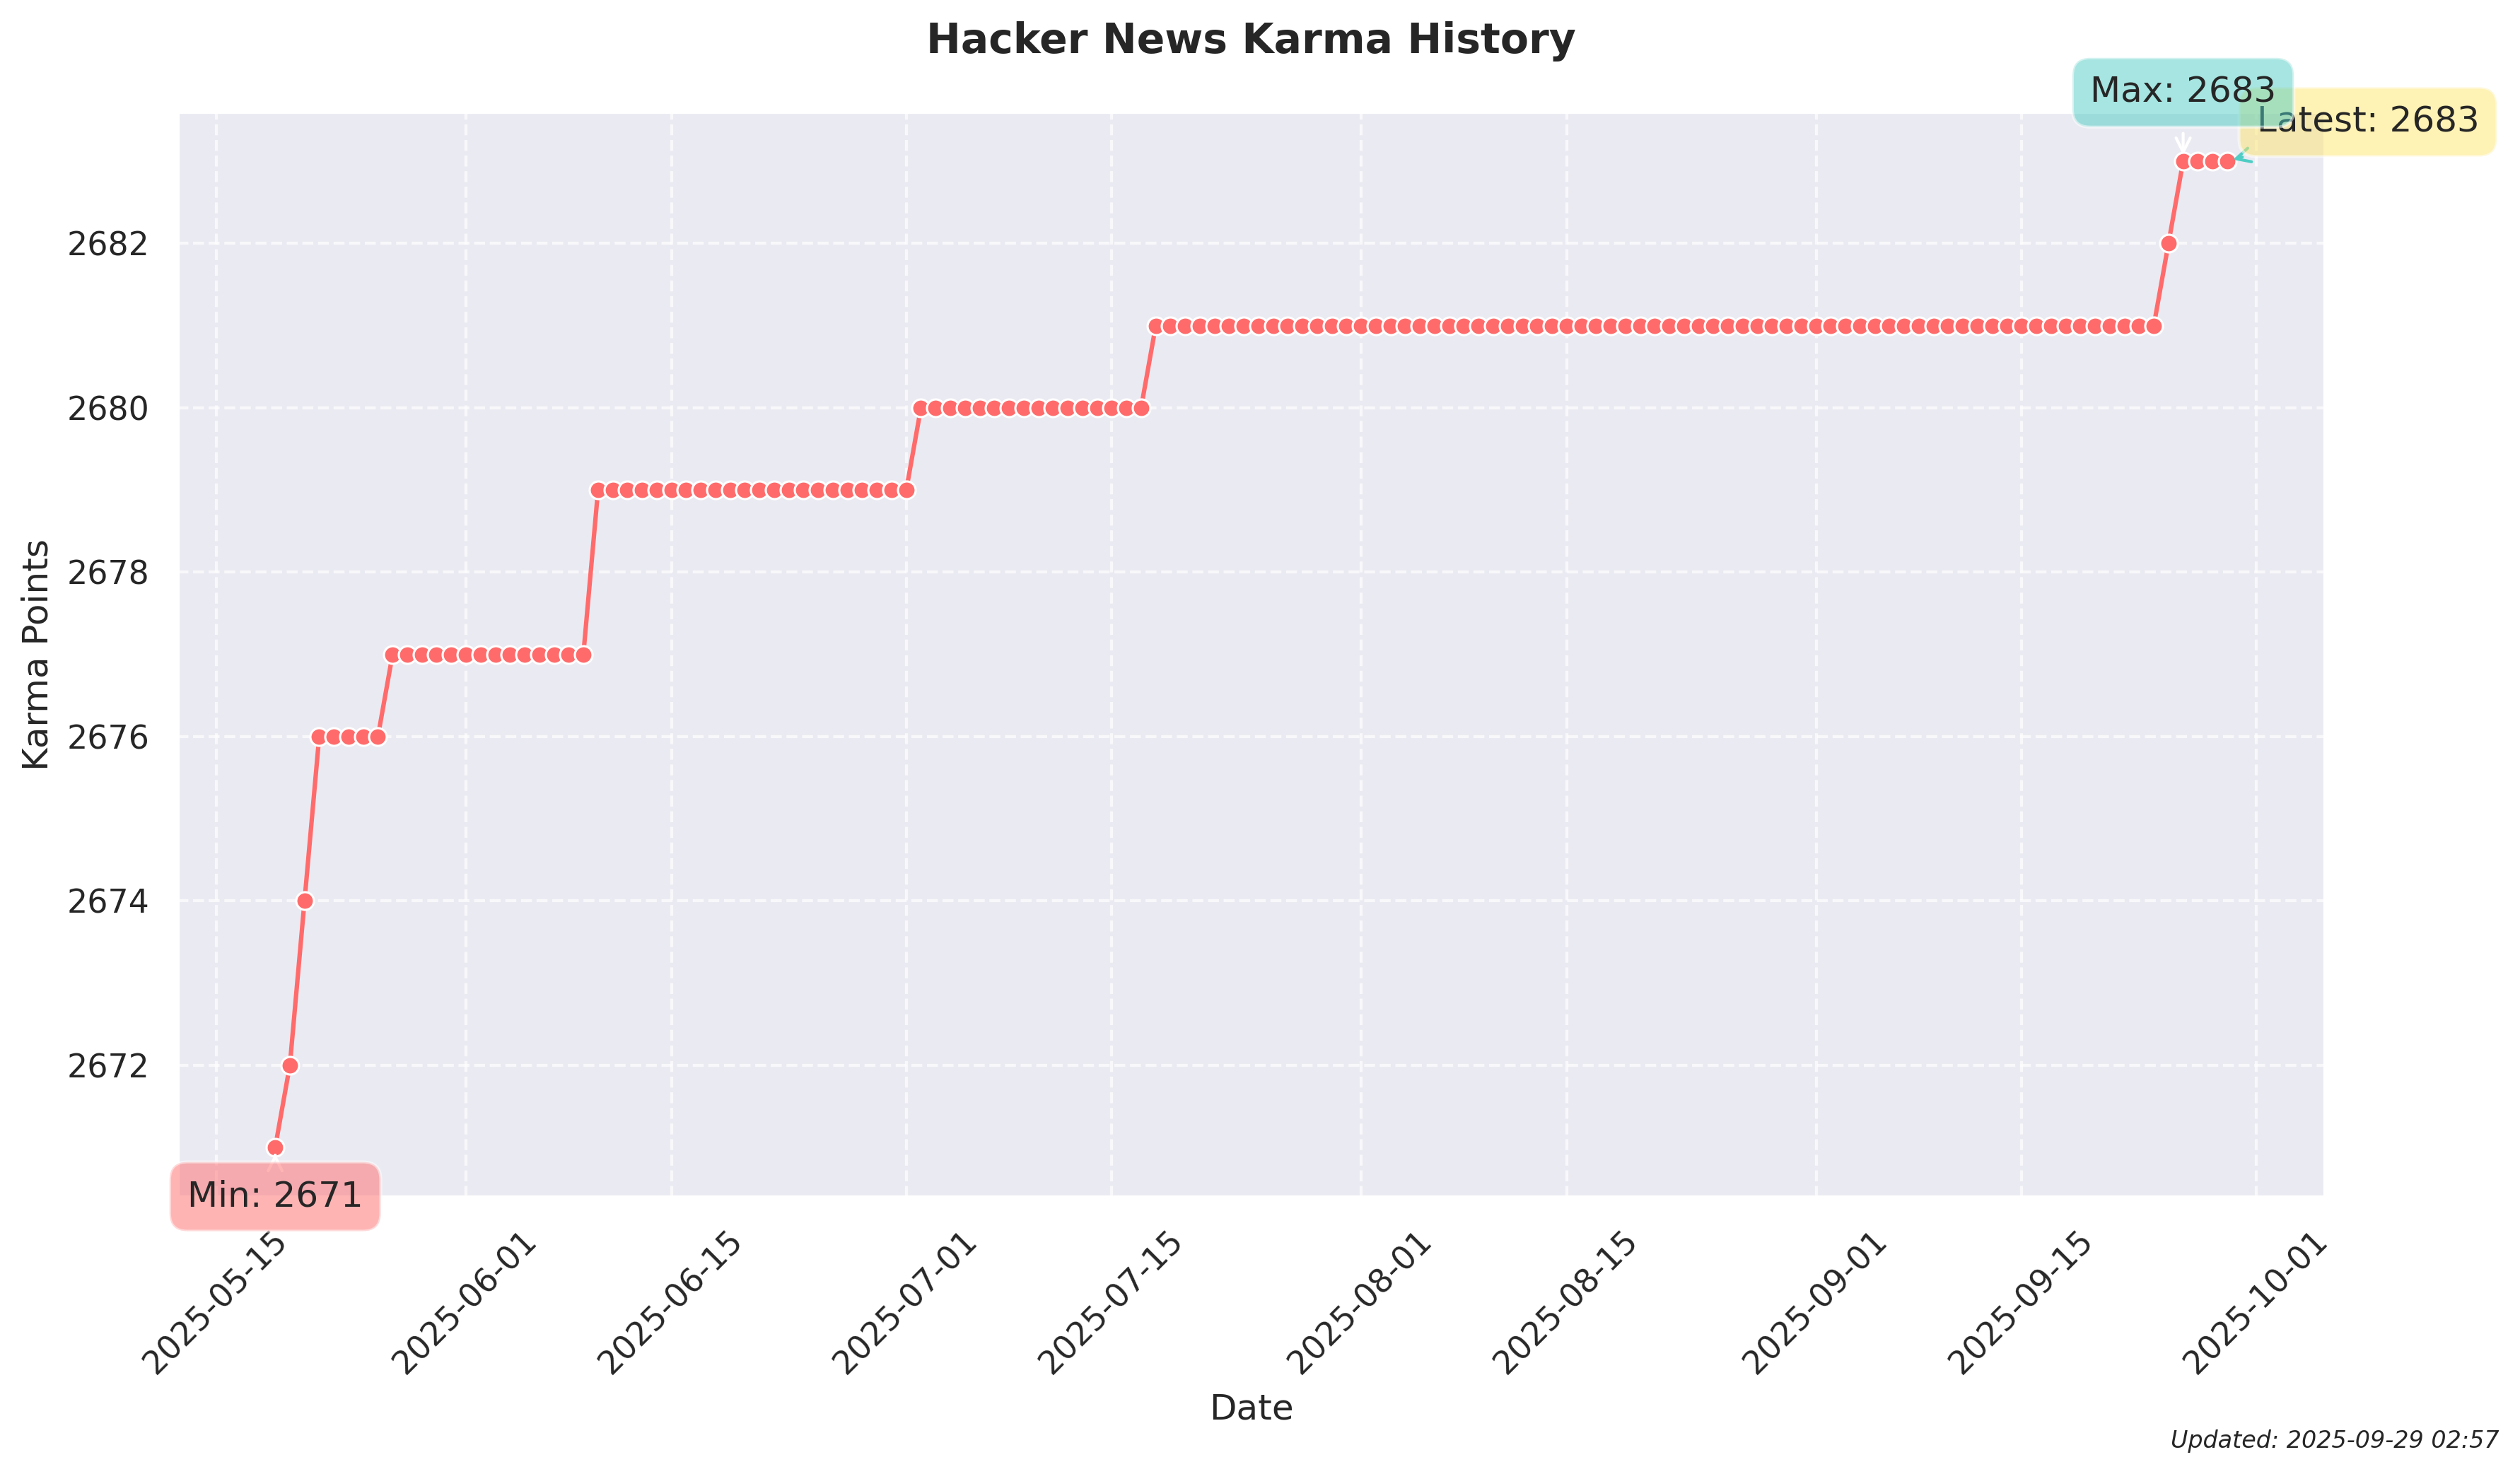 Hacker News Karma History
Max: 2683
Latest: 2683
2682
2680
2678
2676
2674
2672
Karma Points
Min: 2671
2025-05-15
2025-06-01
2025-06-15
2025-07-01
2025-07-15
2025-08-01
2025-08-15
2025-09-01
2025-09-15
2025-10-01
Date
Updated: 2025-09-29 02:57